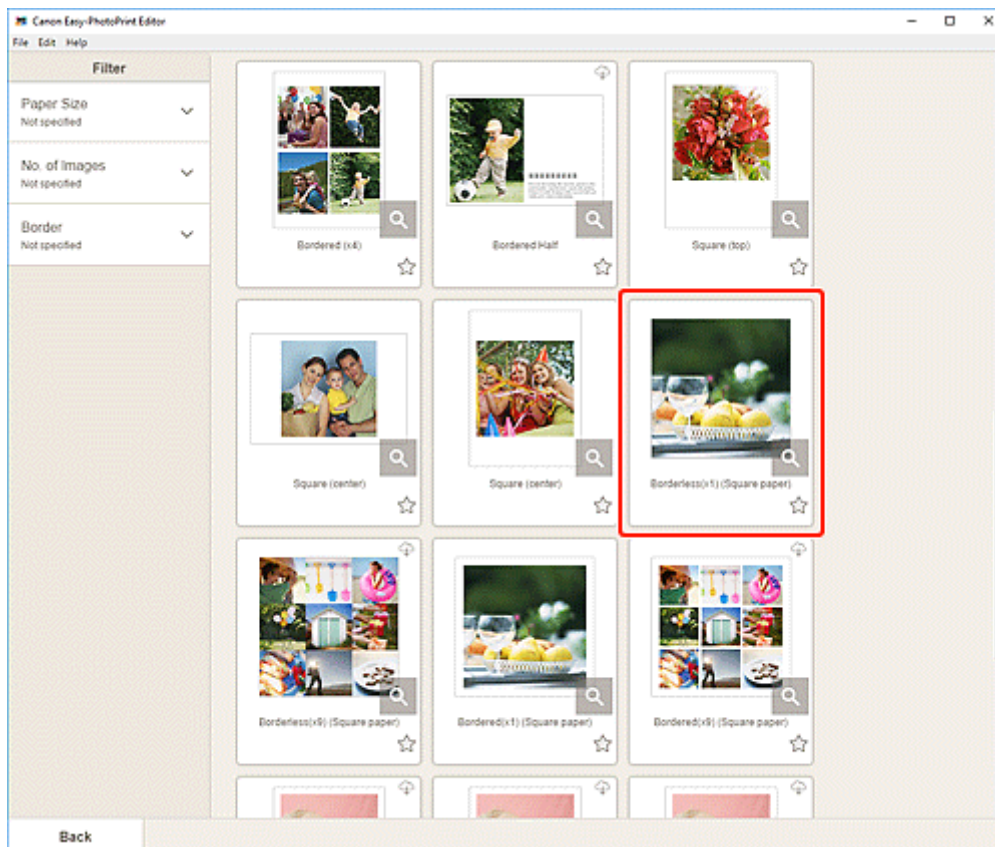 Canon Easy-PhotoPrint Editor
File Edit Help
Filter
Paper Size
Not specified
No. of Images
Not specified
Border
Not specified
Bordered (x4)
Bordered Half
Square (top)
Square (center)
Square (center)
Borderless(x1) (Square paper)
Borderless(x9) (Square paper)
Bordered(x1) (Square paper)
Bordered(x9) (Square paper)
Back